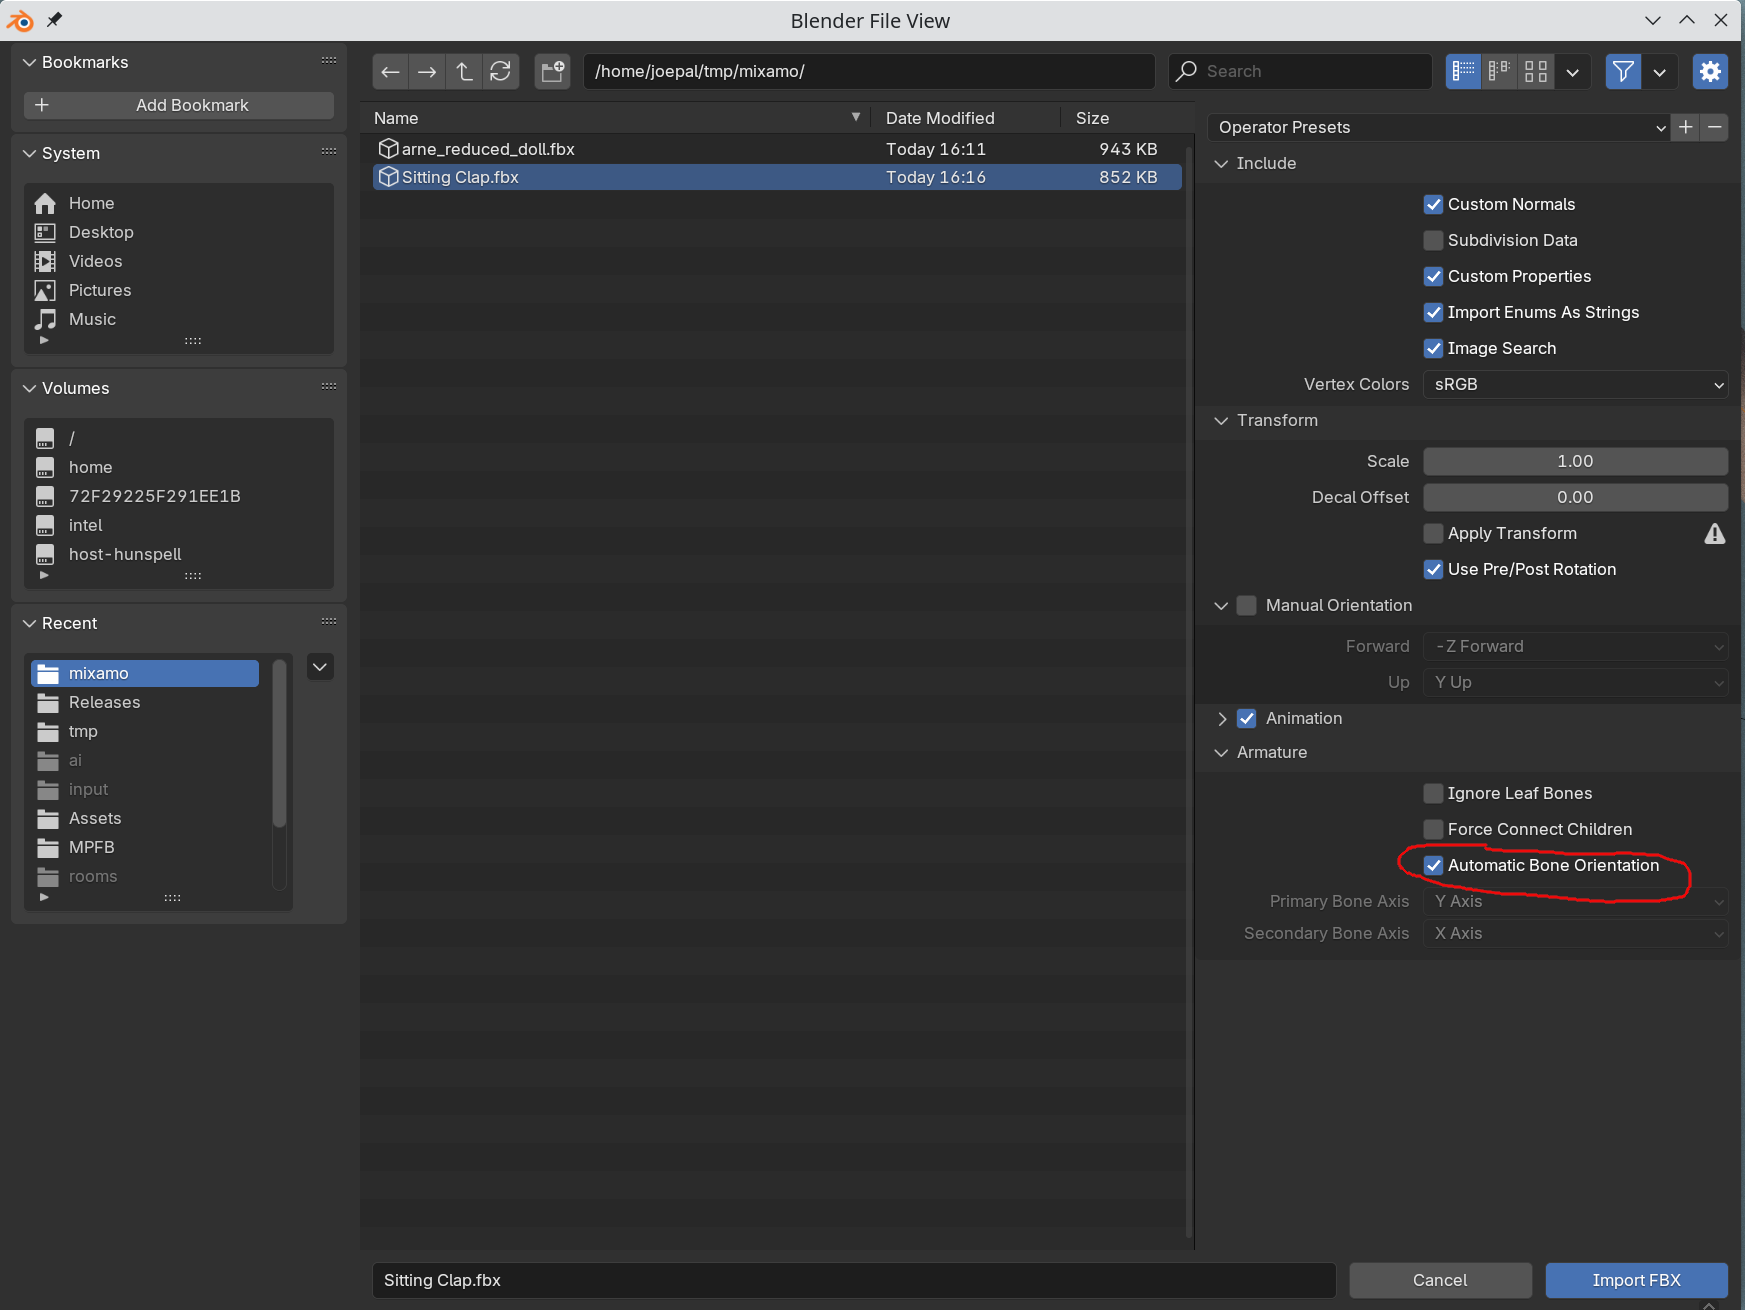 Blender File View
Bookmarks
Add Bookmark
System
Home
Desktop
Videos
Pictures
Music
Volumes
/
home
72F29225F291EE1B
intel
host-hunspell
Recent
mixamo
Releases
tmp
ai
input
Assets
MPFB
rooms
/home/joepal/tmp/mixamo/
Search
Name Date Modified Size
arne_reduced_doll.fbx Today 16:11 943 KB
Sitting Clap.fbx Today 16:16 852 KB
Operator Presets
Include
Custom Normals
Subdivision Data
Custom Properties
Import Enums As Strings
Image Search
Vertex Colors sRGB
Transform
Scale 1.00
Decal Offset 0.00
Apply Transform
Use Pre/Post Rotation
Manual Orientation
Forward -Z Forward
Up Y Up
Animation
Armature
Ignore Leaf Bones
Force Connect Children
Automatic Bone Orientation
Primary Bone Axis Y Axis
Secondary Bone Axis X Axis
Sitting Clap.fbx
Cancel
Import FBX